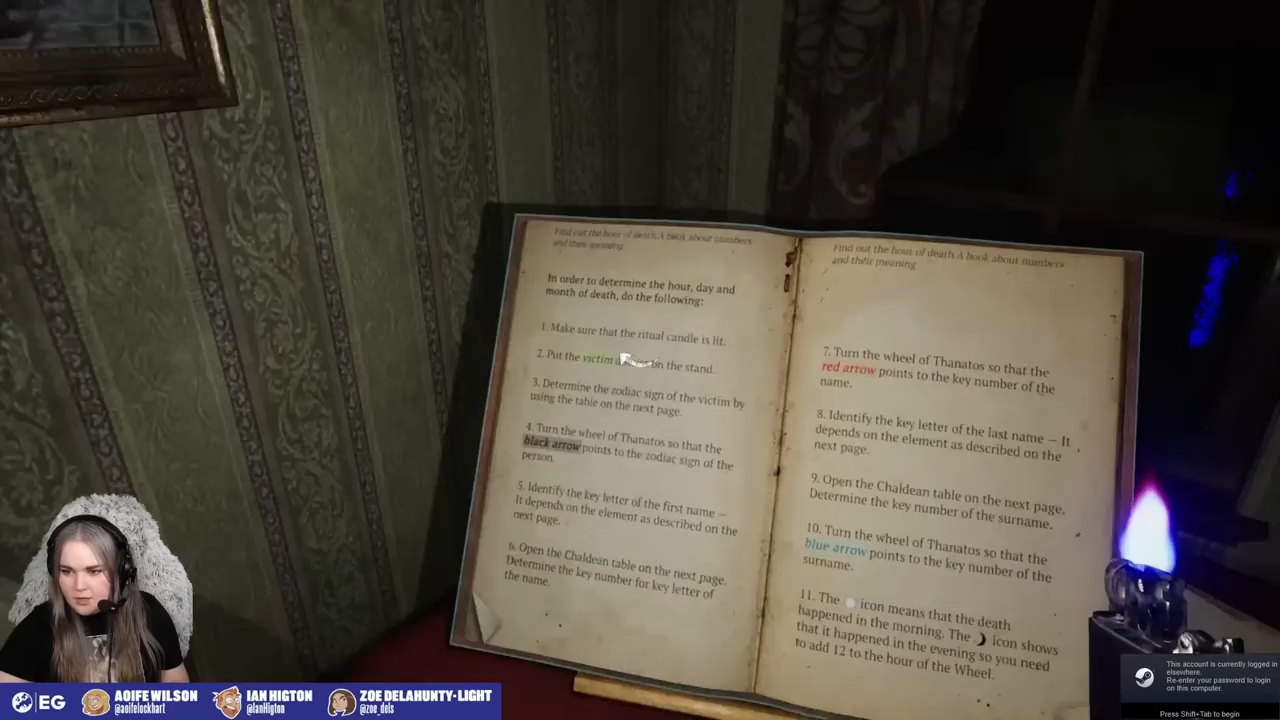 Find out the hour of death. A book about numbers
and their meaning
In order to determine the hour, day and
month of death, do the following:
1. Make sure that the ritual candle is lit.
2. Put the victim on the stand.
3. Determine the zodiac sign of the victim by
using the table on the next page.
4. Turn the wheel of Thanatos so that the
black arrow points to the zodiac sign of the
person.
5. Identify the key letter of the first name —
It depends on the element as described on the
next page.
6. Open the Chaldean table on the next page.
Determine the key number for key letter of
the name.
Find out the hour of death. A book about numbers
and their meaning
7. Turn the wheel of Thanatos so that the
red arrow points to the key number of the
name.
8. Identify the key letter of the last name — It
depends on the element as described on the
next page.
9. Open the Chaldean table on the next page.
Determine the key number of the surname.
10. Turn the wheel of Thanatos so that the
blue arrow points to the key number of the
surname.
11. The icon means that the death
happened in the morning. The icon shows
that it happened in the evening so you need
to add 12 to the hour of the Wheel.
EG
AOIFE WILSON
@aoifelockhart
IAN HIGTON
@IanHigton
ZOE DELAHUNTY-LIGHT
@zoe_dels
This account is currently logged in
elsewhere.
Re-enter your password to login
on this computer.
Press Shift+Tab to begin